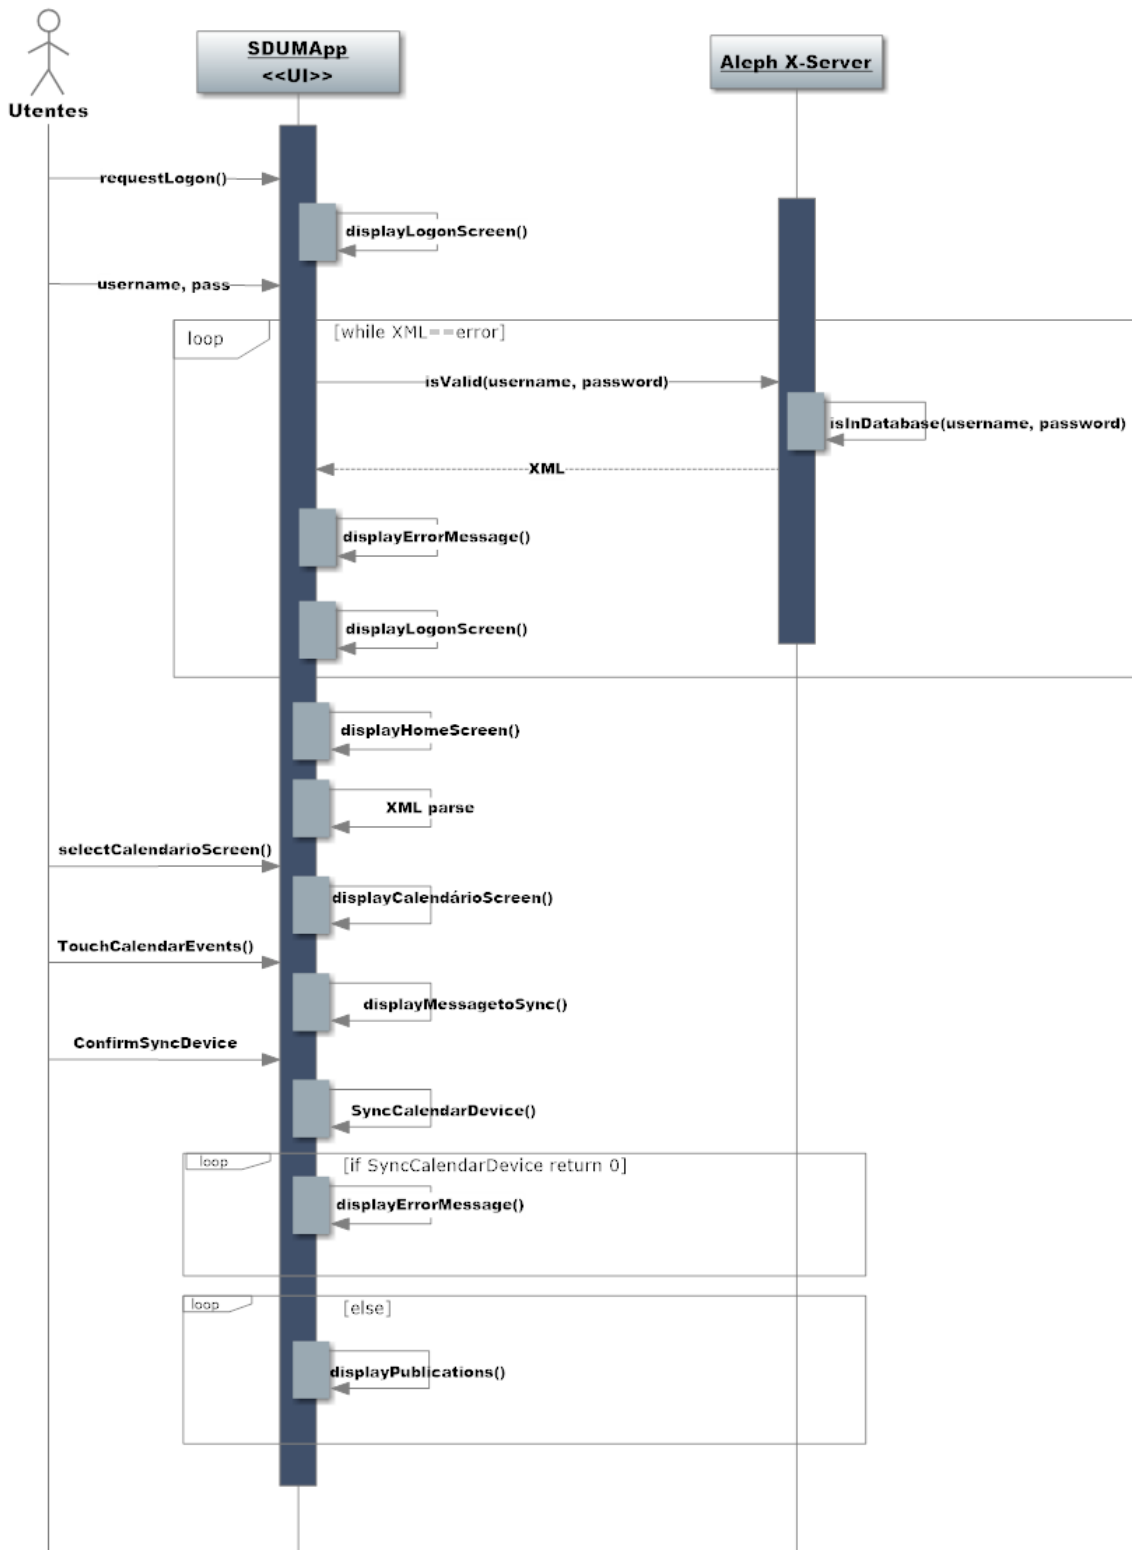 SDUMApp
<<UI>>
Aleph X-Server
Utentes
requestLogon()
displayLogonScreen()
username, pass
loop
[while XML==error]
isValid(username, password)
isInDatabase(username, password)
XML
displayErrorMessage()
displayLogonScreen()
displayHomeScreen()
XML parse
selectCalendarioScreen()
displayCalendárioScreen()
TouchCalendarEvents()
displayMessagetoSync()
ConfirmSyncDevice
SyncCalendarDevice()
loop
[if SyncCalendarDevice return 0]
displayErrorMessage()
loop
[else]
displayPublications()